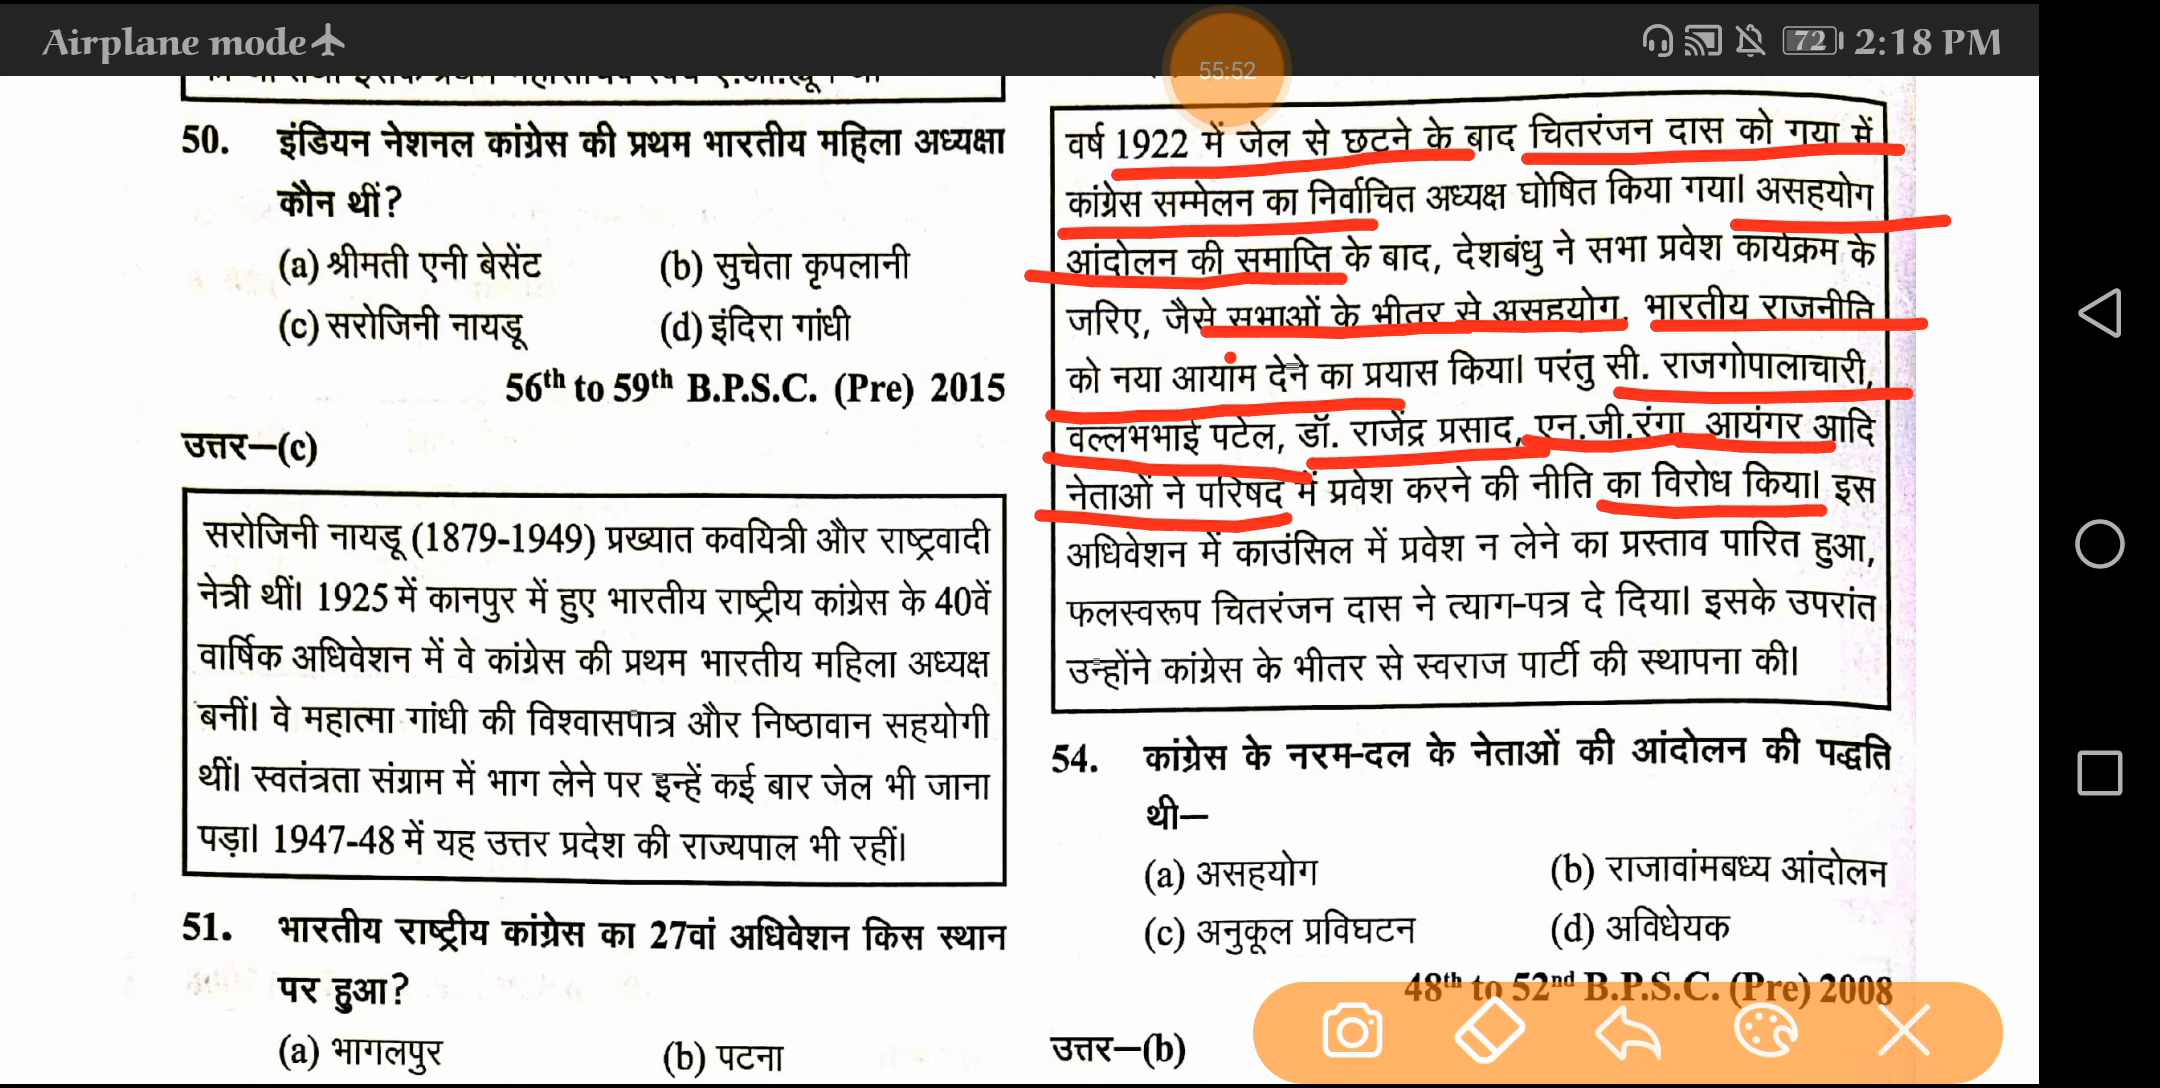 Airplane mode
55:52
72 2:18 PM
50. इंडियन नेशनल कांग्रेस की प्रथम भारतीय महिला अध्यक्षा
कौन थीं?
(a) श्रीमती एनी बेसेंट (b) सुचेता कृपलानी
(c) सरोजिनी नायडू (d) इंदिरा गांधी
56th to 59th B.P.S.C. (Pre) 2015
उत्तर–(c)
सरोजिनी नायडू (1879-1949) प्रख्यात कवयित्री और राष्ट्रवादी
नेत्री थीं। 1925 में कानपुर में हुए भारतीय राष्ट्रीय कांग्रेस के 40वें
वार्षिक अधिवेशन में वे कांग्रेस की प्रथम भारतीय महिला अध्यक्ष
बनीं। वे महात्मा गांधी की विश्वासपात्र और निष्ठावान सहयोगी
थीं। स्वतंत्रता संग्राम में भाग लेने पर इन्हें कई बार जेल भी जाना
पड़ा। 1947-48 में यह उत्तर प्रदेश की राज्यपाल भी रहीं।
51. भारतीय राष्ट्रीय कांग्रेस का 27वां अधिवेशन किस स्थान
पर हुआ?
(a) भागलपुर (b) पटना
वर्ष 1922 में जेल से छूटने के बाद चितरंजन दास को गया में
कांग्रेस सम्मेलन का निर्वाचित अध्यक्ष घोषित किया गया। असहयोग
आंदोलन की समाप्ति के बाद, देशबंधु ने सभा प्रवेश कार्यक्रम के
जरिए, जैसे सभाओं के भीतर से असहयोग, भारतीय राजनीति
को नया आयाम देने का प्रयास किया। परंतु सी. राजगोपालाचारी,
वल्लभभाई पटेल, डॉ. राजेंद्र प्रसाद, एन.जी.रंगा, आयंगर आदि
नेताओं ने परिषद में प्रवेश करने की नीति का विरोध किया। इस
अधिवेशन में काउंसिल में प्रवेश न लेने का प्रस्ताव पारित हुआ,
फलस्वरूप चितरंजन दास ने त्याग-पत्र दे दिया। इसके उपरांत
उन्होंने कांग्रेस के भीतर से स्वराज पार्टी की स्थापना की।
54. कांग्रेस के नरम-दल के नेताओं की आंदोलन की पद्धति
थी–
(a) असहयोग (b) राजावांमबध्य आंदोलन
(c) अनुकूल प्रविघटन (d) अविधेयक
48th to 52nd B.P.S.C. (Pre) 2008
उत्तर–(b)